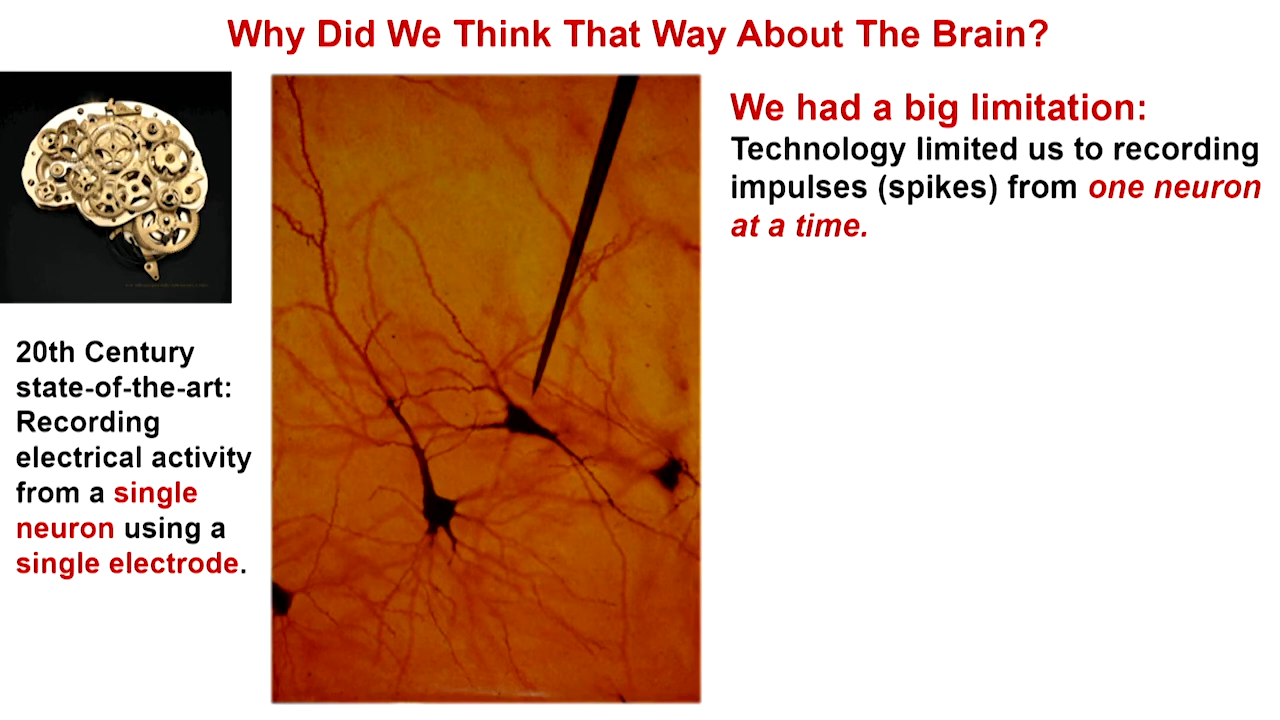 Why Did We Think That Way About The Brain?
We had a big limitation:
Technology limited us to recording
impulses (spikes) from one neuron
at a time.
20th Century
state-of-the-art:
Recording
electrical activity
from a single
neuron using a
single electrode.